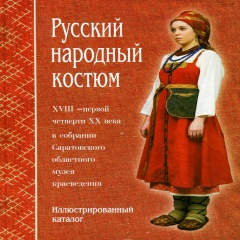 Русский
народный
костюм
XVIII —первой
четверти XX века
в собрании
Саратовского
областного
музея
краеведения
Иллюстрированный
каталог